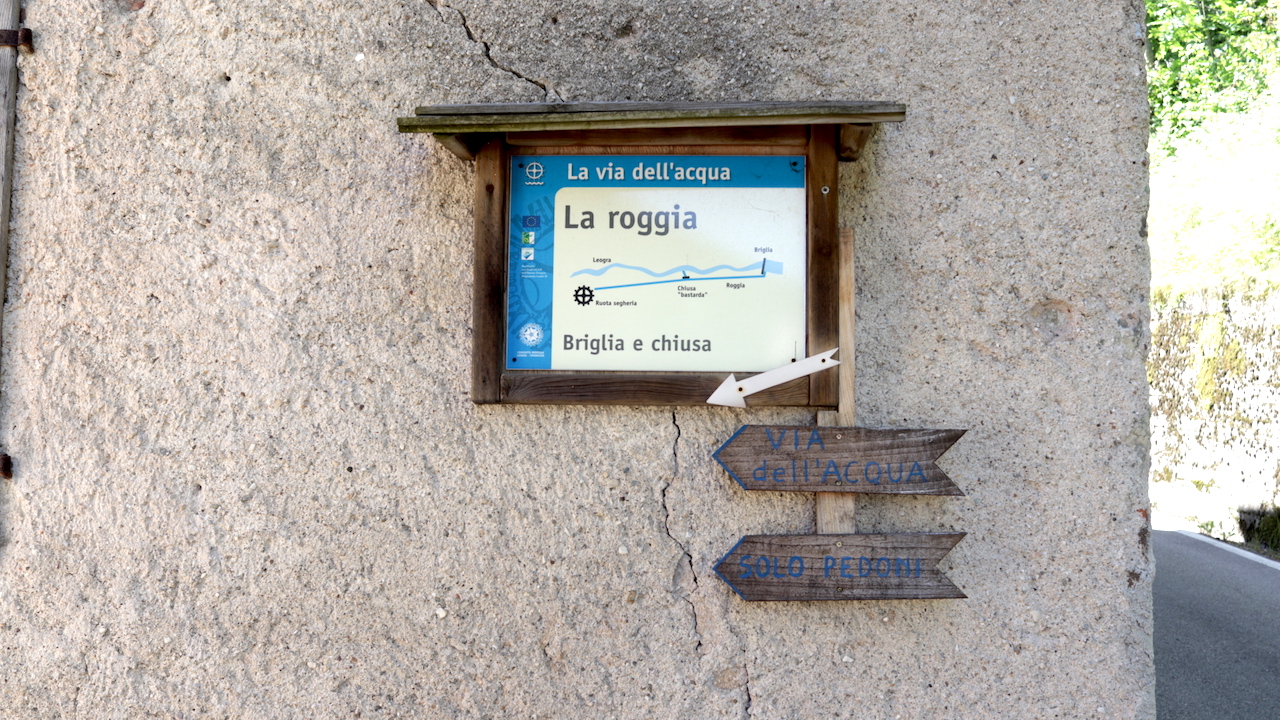 La via dell'acqua
La roggia
Briglia
Leogra
Chiusa
"bastarda"
Roggia
Ruota segheria
Briglia e chiusa
VIA
dell'ACQUA
SOLO PEDONI